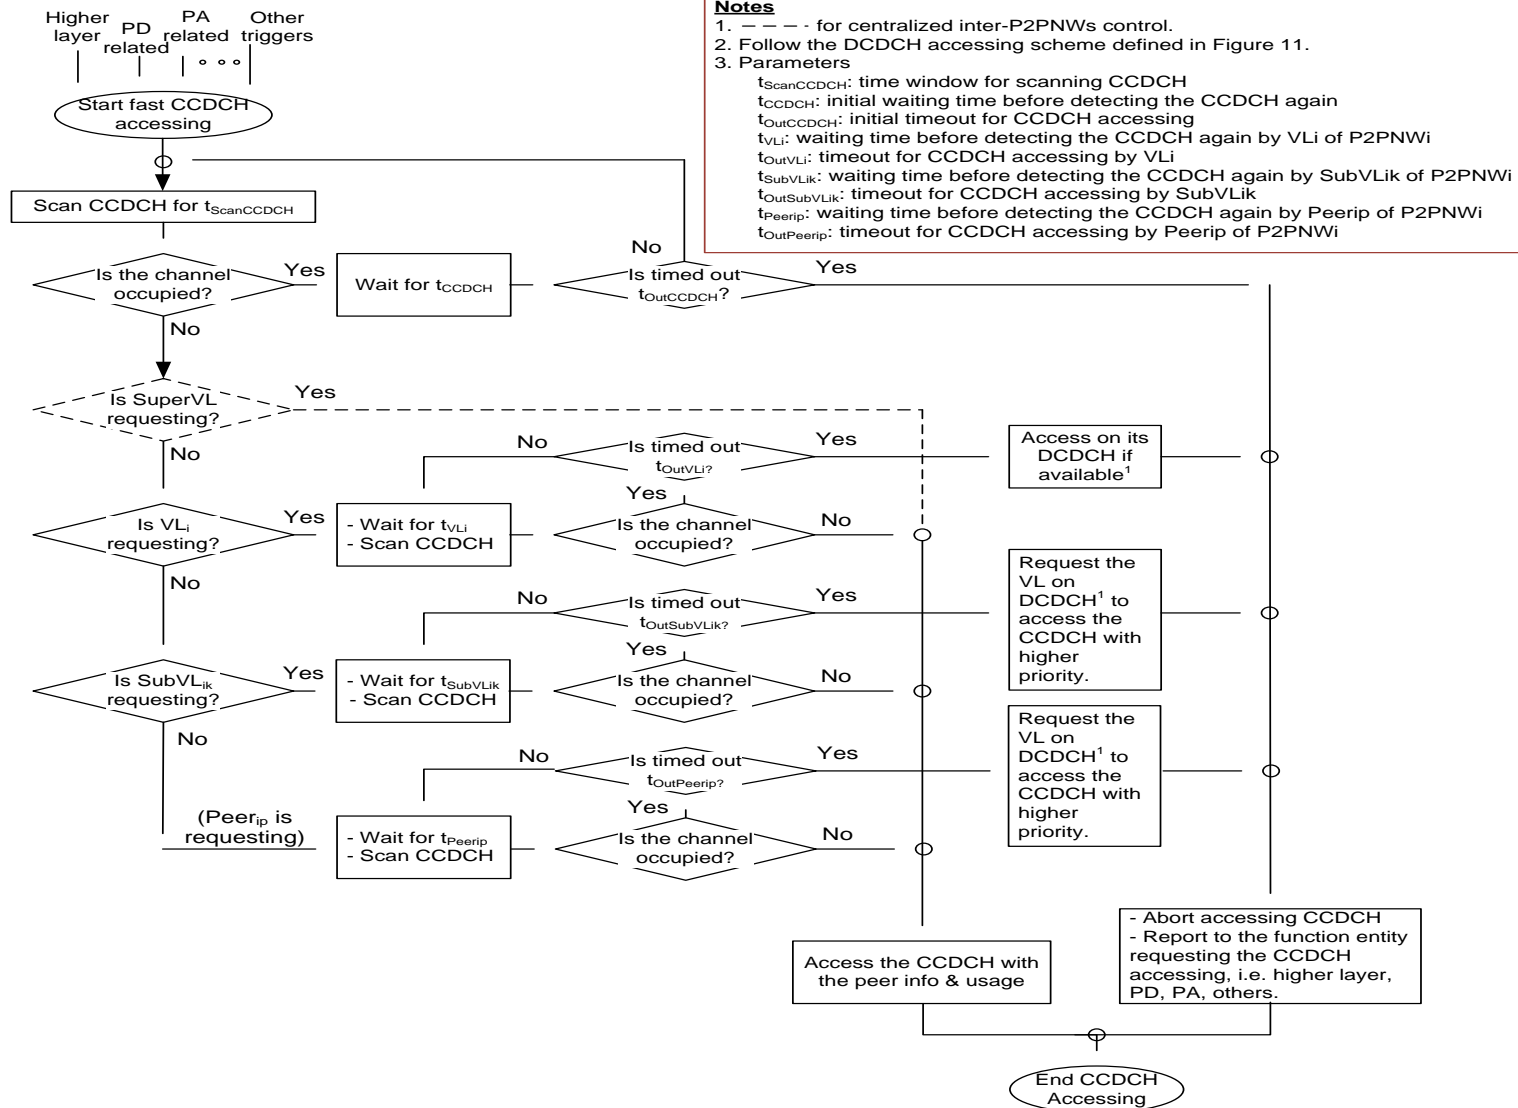 Higher
layer
PD
related
PA
related
Other
triggers
Start fast CCDCH
accessing
Notes
1. – – – - for centralized inter-P2PNWs control.
2. Follow the DCDCH accessing scheme defined in Figure 11.
3. Parameters
tScanCCDCH: time window for scanning CCDCH
tCCDCH: initial waiting time before detecting the CCDCH again
tOutCCDCH: initial timeout for CCDCH accessing
tVLi: waiting time before detecting the CCDCH again by VLi of P2PNWi
tOutVLi: timeout for CCDCH accessing by VLi
tSubVLik: waiting time before detecting the CCDCH again by SubVLik of P2PNWi
tOutSubVLik: timeout for CCDCH accessing by SubVLik
tPeerip: waiting time before detecting the CCDCH again by Peerip of P2PNWi
tOutPeerip: timeout for CCDCH accessing by Peerip of P2PNWi
Scan CCDCH for tScanCCDCH
Is the channel
occupied?
Yes
No
Wait for tCCDCH
No
Is timed out
tOutCCDCH?
Yes
Is SuperVL
requesting?
Yes
No
No
Is timed out
tOutVLi?
Yes
Access on its
DCDCH if
available1
Is VLi
requesting?
Yes
No
- Wait for tVLi
- Scan CCDCH
Yes
Is the channel
occupied?
No
No
Is timed out
tOutSubVLik?
Yes
Request the
VL on
DCDCH1 to
access the
CCDCH with
higher
priority.
Is SubVLik
requesting?
Yes
No
- Wait for tSubVLik
- Scan CCDCH
Yes
Is the channel
occupied?
No
No
Is timed out
tOutPeerip?
Yes
Request the
VL on
DCDCH1 to
access the
CCDCH with
higher
priority.
(Peerip is
requesting)
- Wait for tPeerip
- Scan CCDCH
Yes
Is the channel
occupied?
No
Access the CCDCH with
the peer info & usage
- Abort accessing CCDCH
- Report to the function entity
requesting the CCDCH
accessing, i.e. higher layer,
PD, PA, others.
End CCDCH
Accessing